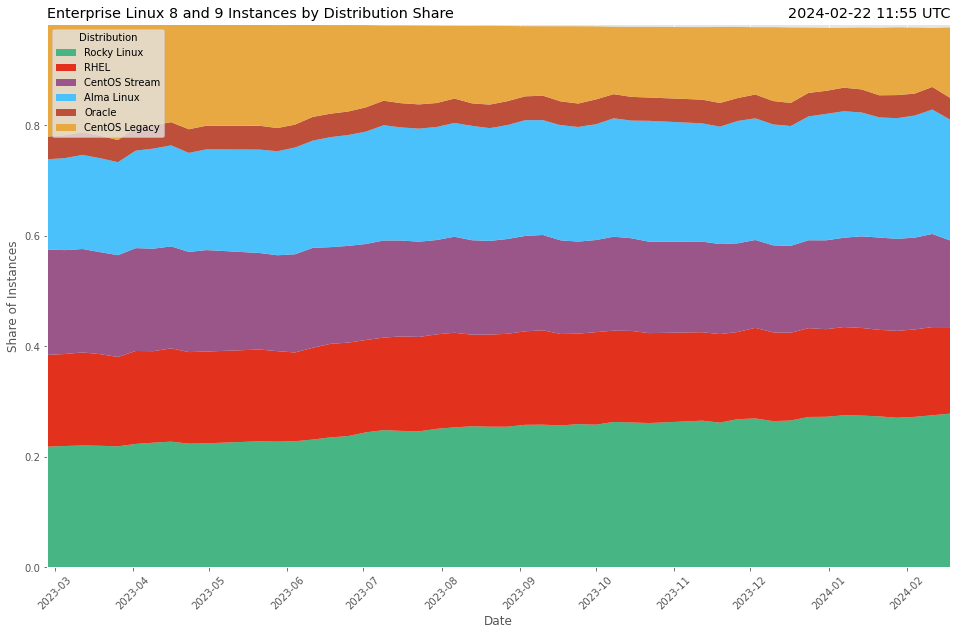 Enterprise Linux 8 and 9 Instances by Distribution Share
2024-02-22 11:55 UTC
Distribution
Rocky Linux
RHEL
CentOS Stream
Alma Linux
Oracle
CentOS Legacy
Share of Instances
0.8
0.6
0.4
0.2
0.0
2023-03
2023-04
2023-05
2023-06
2023-07
2023-08
2023-09
2023-10
2023-11
2023-12
2024-01
2024-02
Date